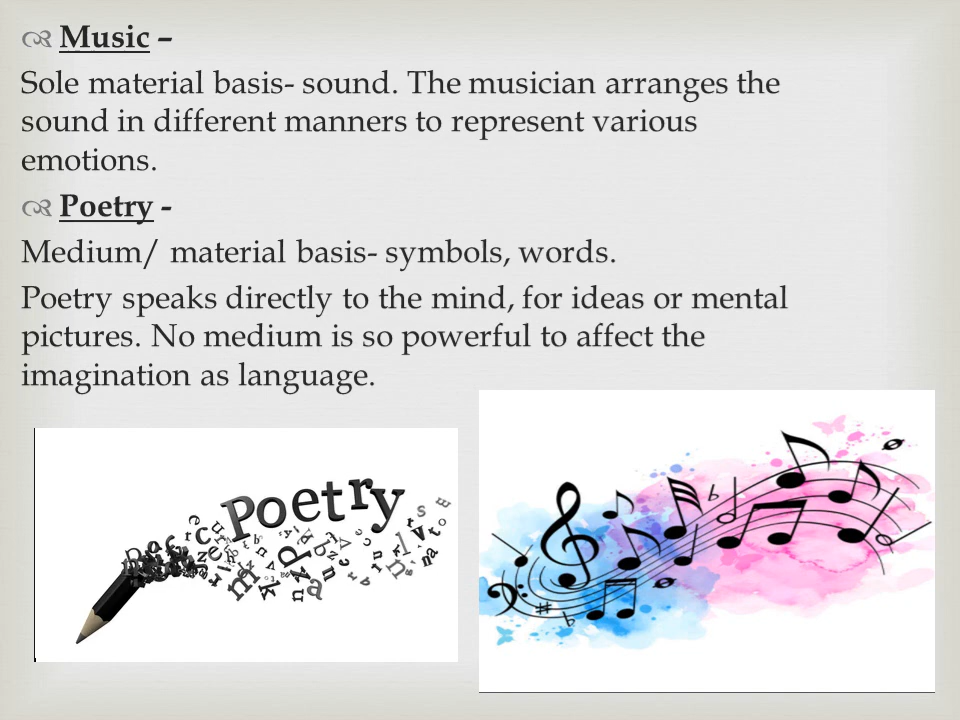 Music –
Sole material basis- sound. The musician arranges the
sound in different manners to represent various
emotions.
Poetry -
Medium/ material basis- symbols, words.
Poetry speaks directly to the mind, for ideas or mental
pictures. No medium is so powerful to affect the
imagination as language.
Poetry